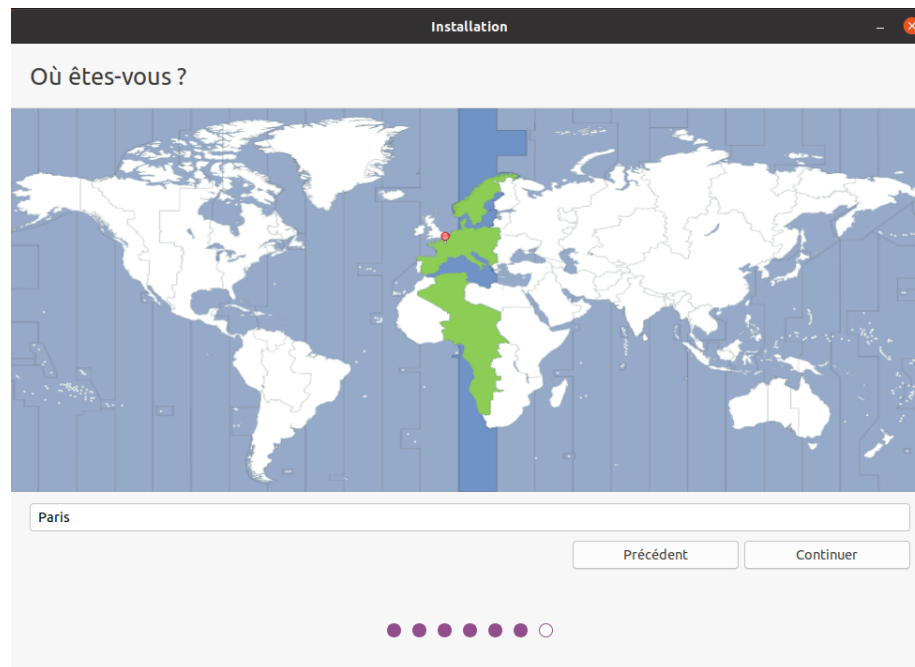 Installation
Où êtes-vous ?
Paris
Précédent
Continuer